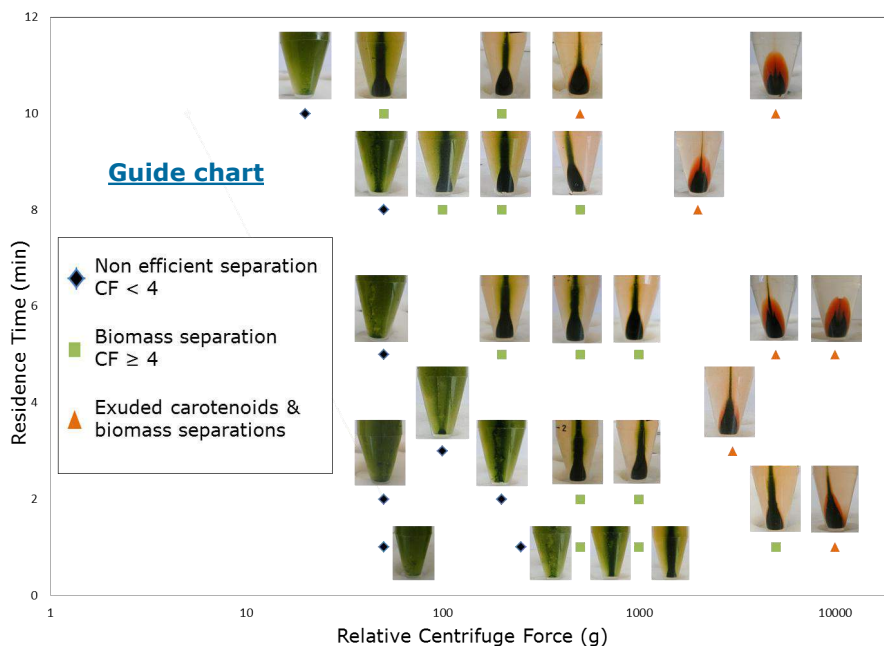 12
10
8
6
4
2
0
Residence Time (min)
Guide chart
Non efficient separation
CF < 4
Biomass separation
CF ≥ 4
Exuded carotenoids &
biomass separations
-2
1
10
100
1000
10000
Relative Centrifuge Force (g)